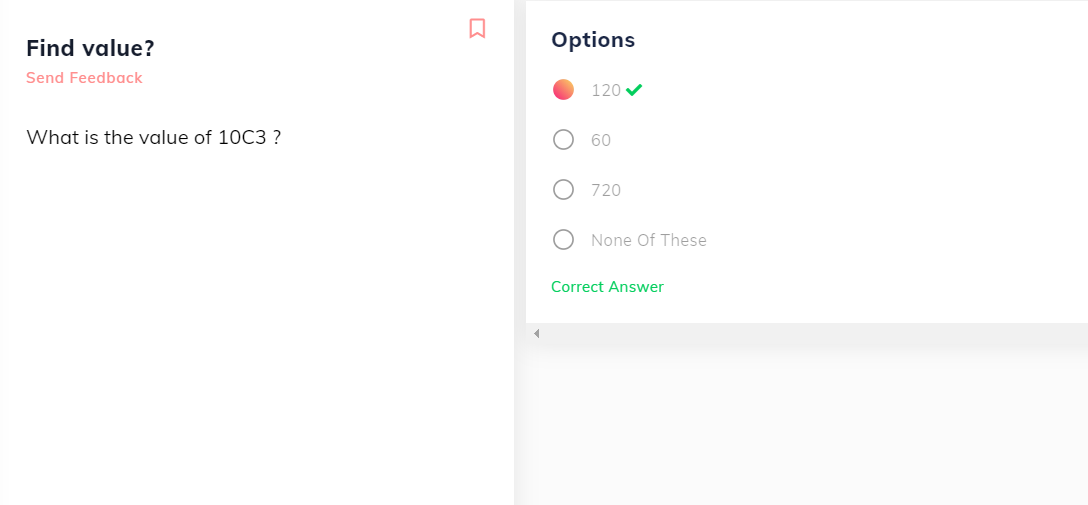 Find value?
Send Feedback
What is the value of 10C3 ?
Options
120
60
720
None Of These
Correct Answer